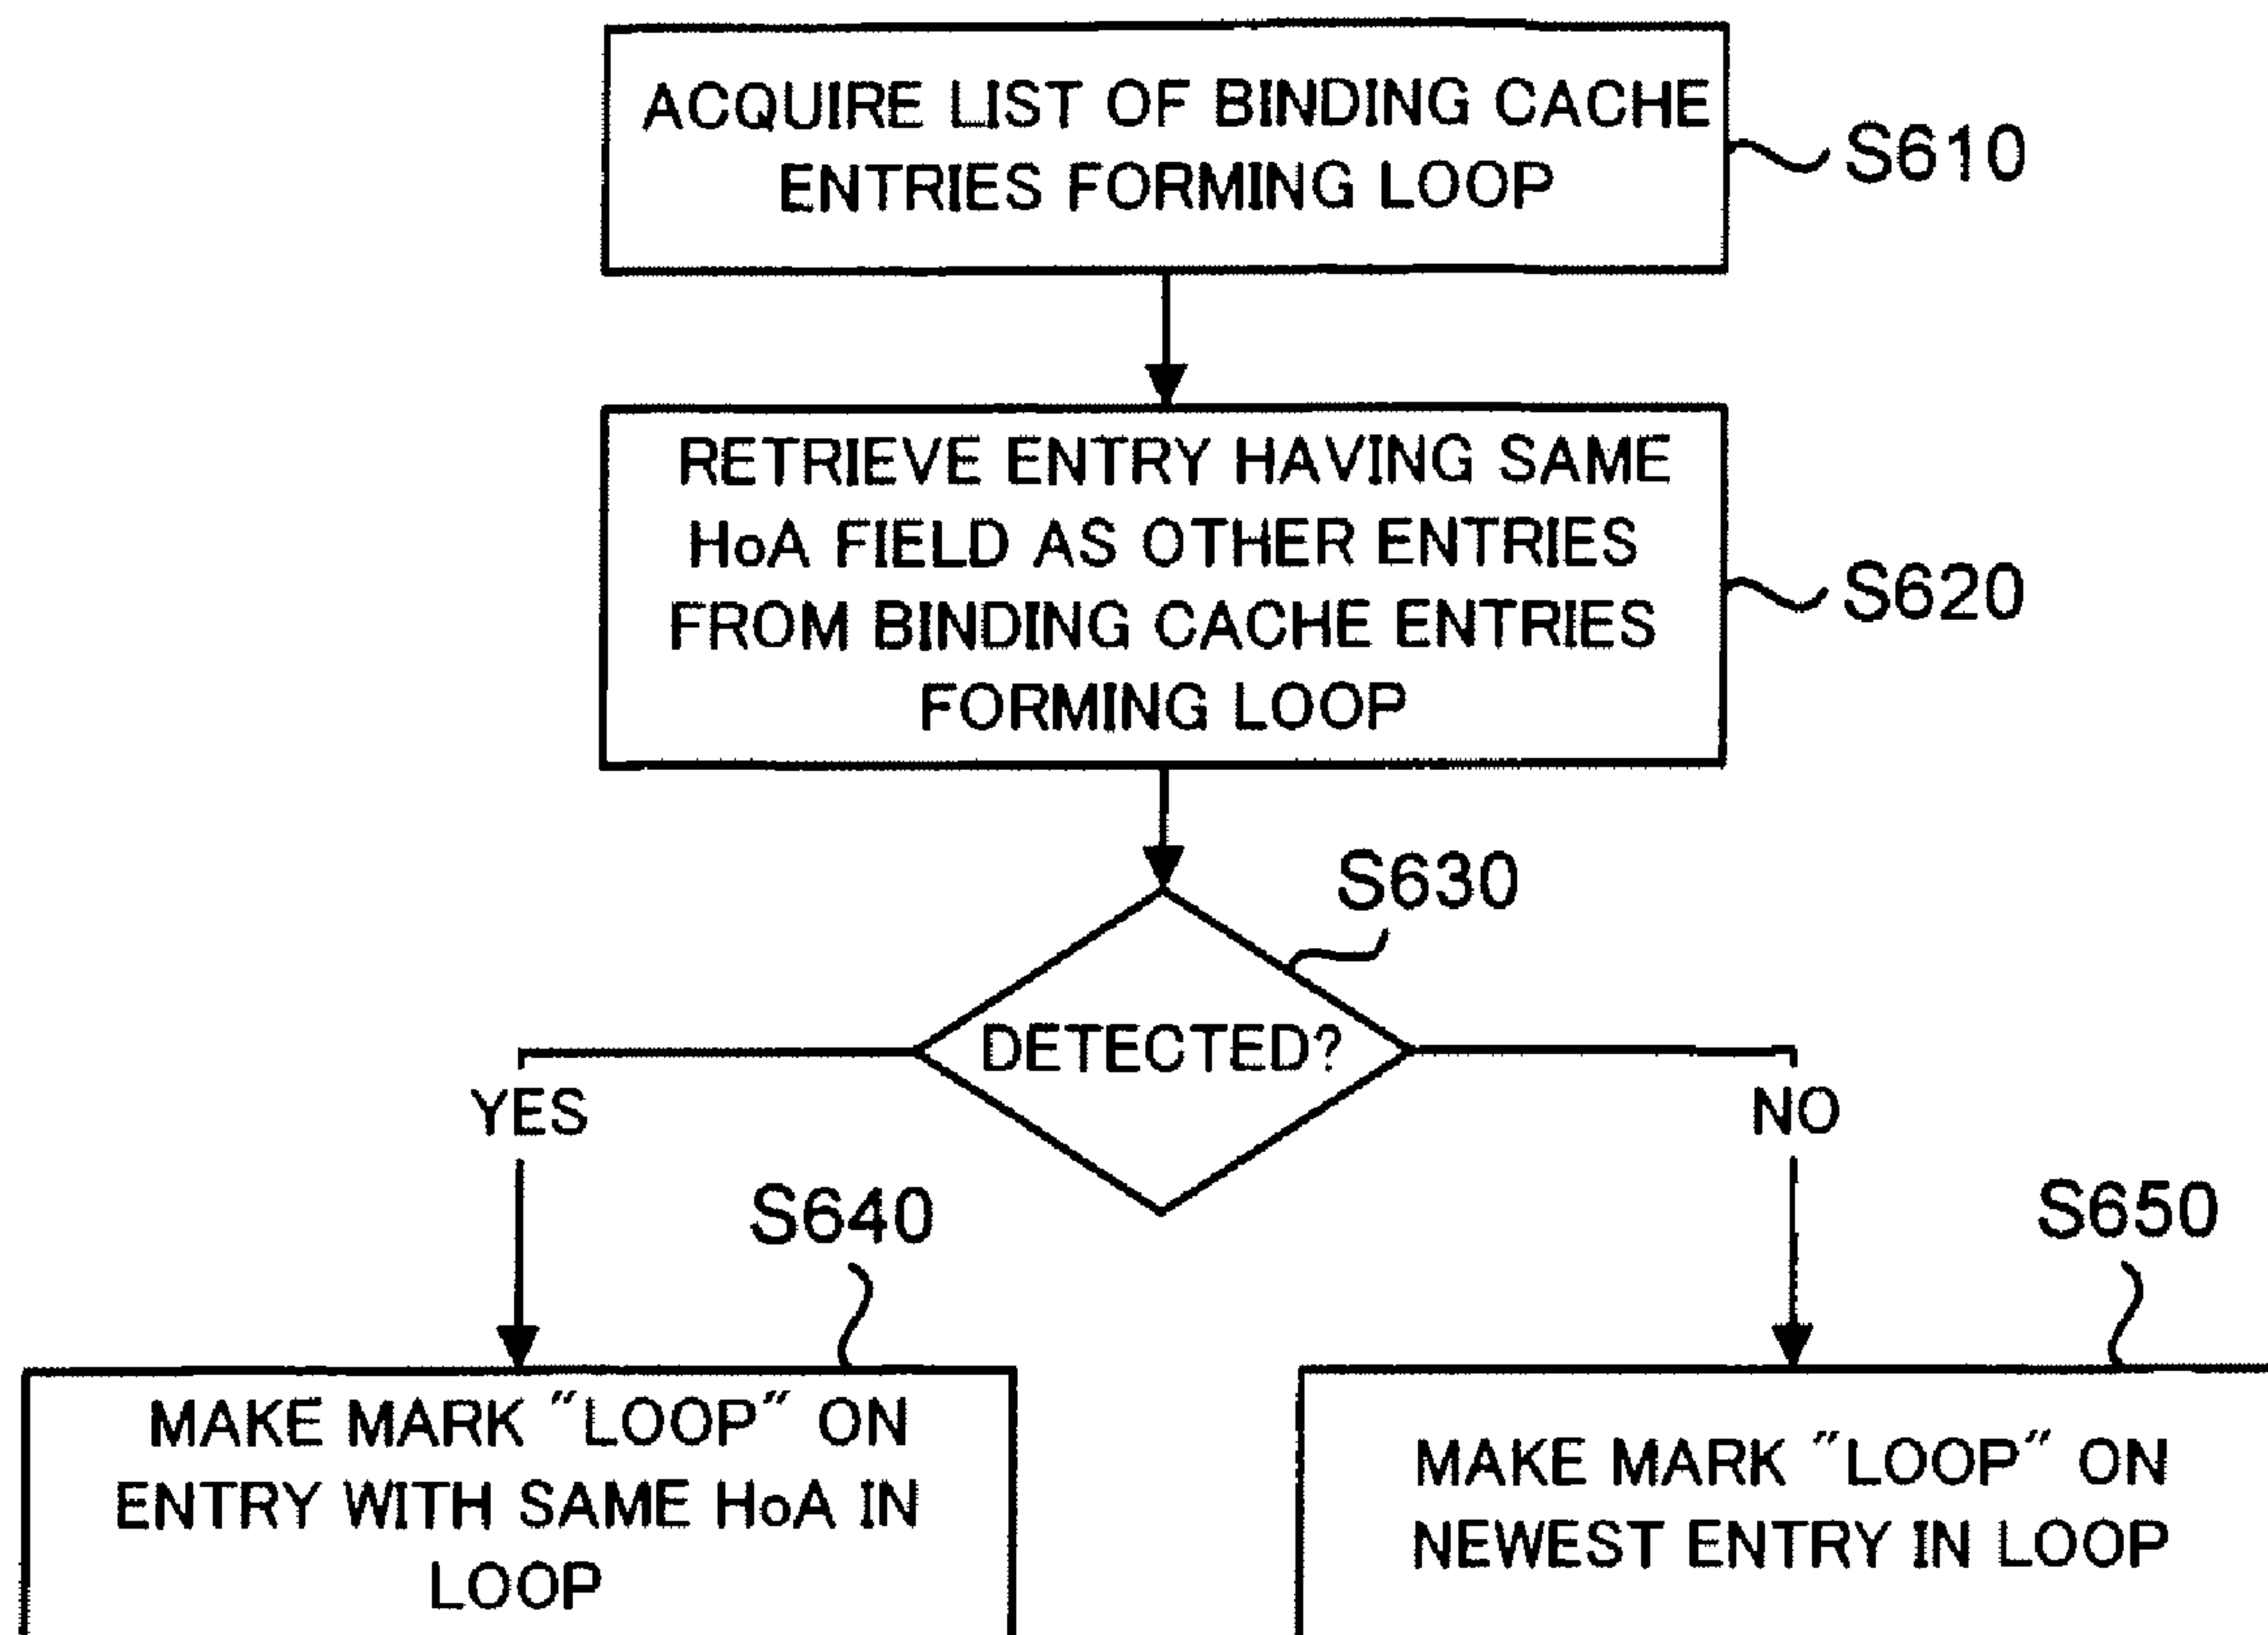 ACQUIRE LIST OF BINDING CACHE
ENTRIES FORMING LOOP
S610
RETRIEVE ENTRY HAVING SAME
HoA FIELD AS OTHER ENTRIES
FROM BINDING CACHE ENTRIES
FORMING LOOP
S620
S630
DETECTED?
YES
NO
S640
S650
MAKE MARK "LOOP" ON
ENTRY WITH SAME HoA IN
LOOP
MAKE MARK "LOOP" ON
NEWEST ENTRY IN LOOP